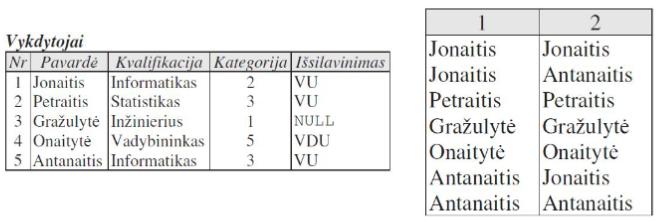 Vykdytojai
Nr Pavardė Kvalifikacija Kategorija Išsilavinimas
1 Jonaitis Informatikas 2 VU
2 Petraitis Statistikas 3 VU
3 Gražulytė Inžinierius 1 NULL
4 Onaitytė Vadybininkas 5 VDU
5 Antanaitis Informatikas 3 VU
1 2
Jonaitis Jonaitis
Jonaitis Antanaitis
Petraitis Petraitis
Gražulytė Gražulytė
Onaitytė Onaitytė
Antanaitis Jonaitis
Antanaitis Antanaitis